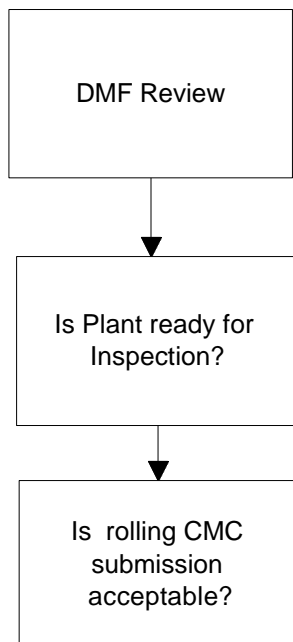 DMF Review
Is Plant ready for
Inspection?
Is rolling CMC
submission
acceptable?